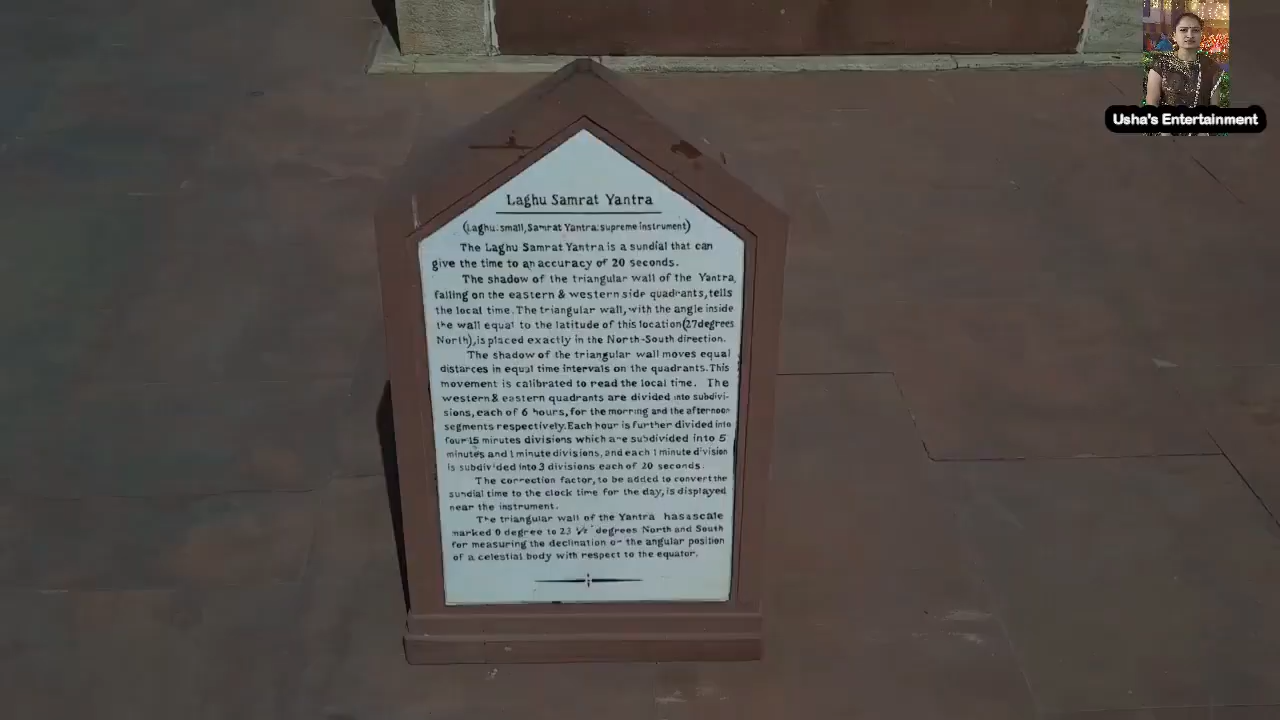 Usha's Entertainment
Laghu Samrat Yantra
(Laghu:small, Samrat Yantra:supreme instrument)
The Laghu Samrat Yantra is a sundial that can
give the time to an accuracy of 20 seconds.
The shadow of the triangular wall of the Yantra,
falling on the eastern & western side quadrants, tells
the local time. The triangular wall, with the angle inside
the wall equal to the latitude of this location(27degrees
North), is placed exactly in the North-South direction.
The shadow of the triangular wall moves equal
distances in equal time intervals on the quadrants. This
movement is calibrated to read the local time. The
western & eastern quadrants are divided into subdivi-
sions, each of 6 hours, for the morning and the afternoon
segments respectively. Each hour is further divided into
four 15 minutes divisions which are subdivided into 5
minutes and 1 minute divisions, and each 1 minute division
is subdivided into 3 divisions each of 20 seconds.
The correction factor, to be added to convert the
sundial time to the clock time for the day, is displayed
near the instrument.
The triangular wall of the Yantra has a scale
marked 0 degree to 23 1/2 degrees North and South
for measuring the declination or the angular position
of a celestial body with respect to the equator.